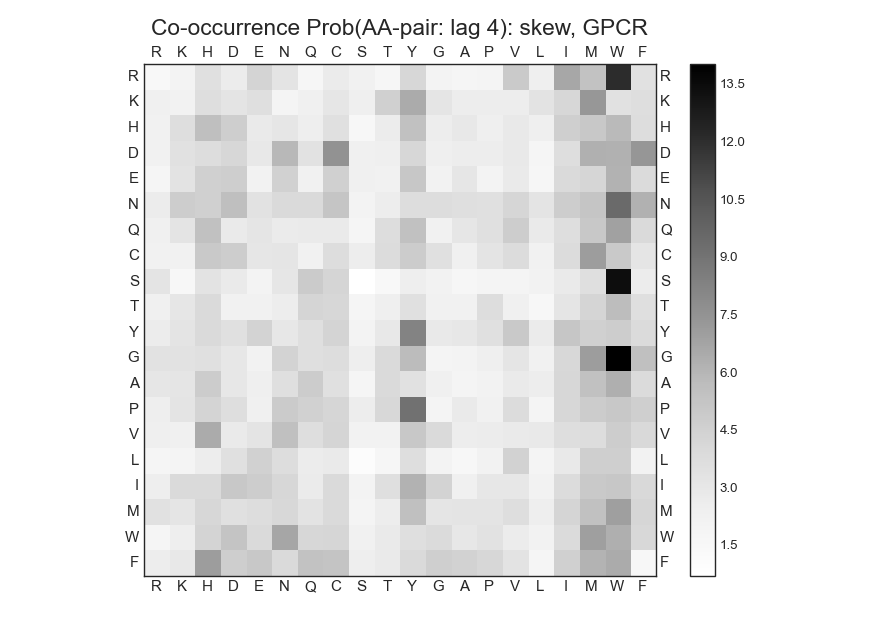 Co-occurrence Prob(AA-pair: lag 4): skew, GPCR
R K H D E N Q C S T Y G A P V L I M W F
R R
K K
H H
D D
E E
N N
Q Q
C C
S S
T T
Y Y
G G
A A
P P
V V
L L
I I
M M
W W
F F
R K H D E N Q C S T Y G A P V L I M W F
13.5
12.0
10.5
9.0
7.5
6.0
4.5
3.0
1.5